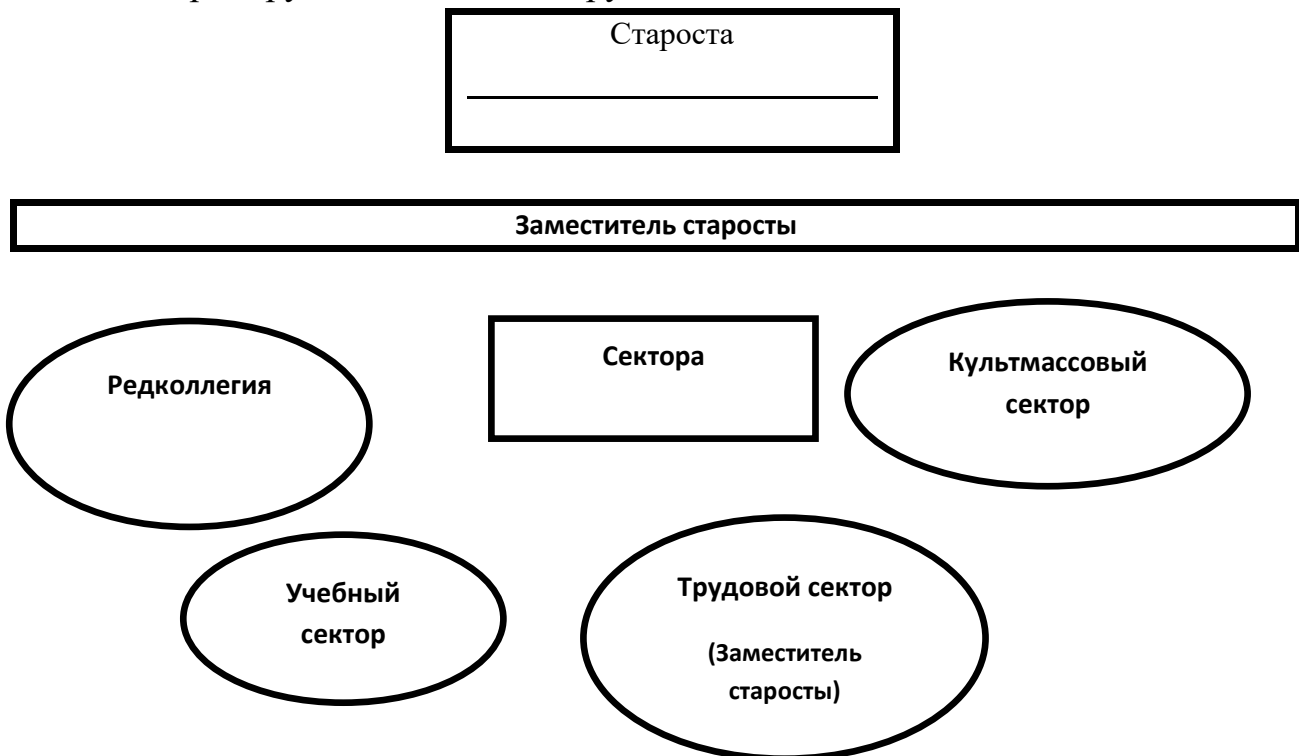 Староста
Заместитель старосты
Редколлегия
Сектора
Культмассовый
сектор
Учебный
сектор
Трудовой сектор
(Заместитель
старосты)